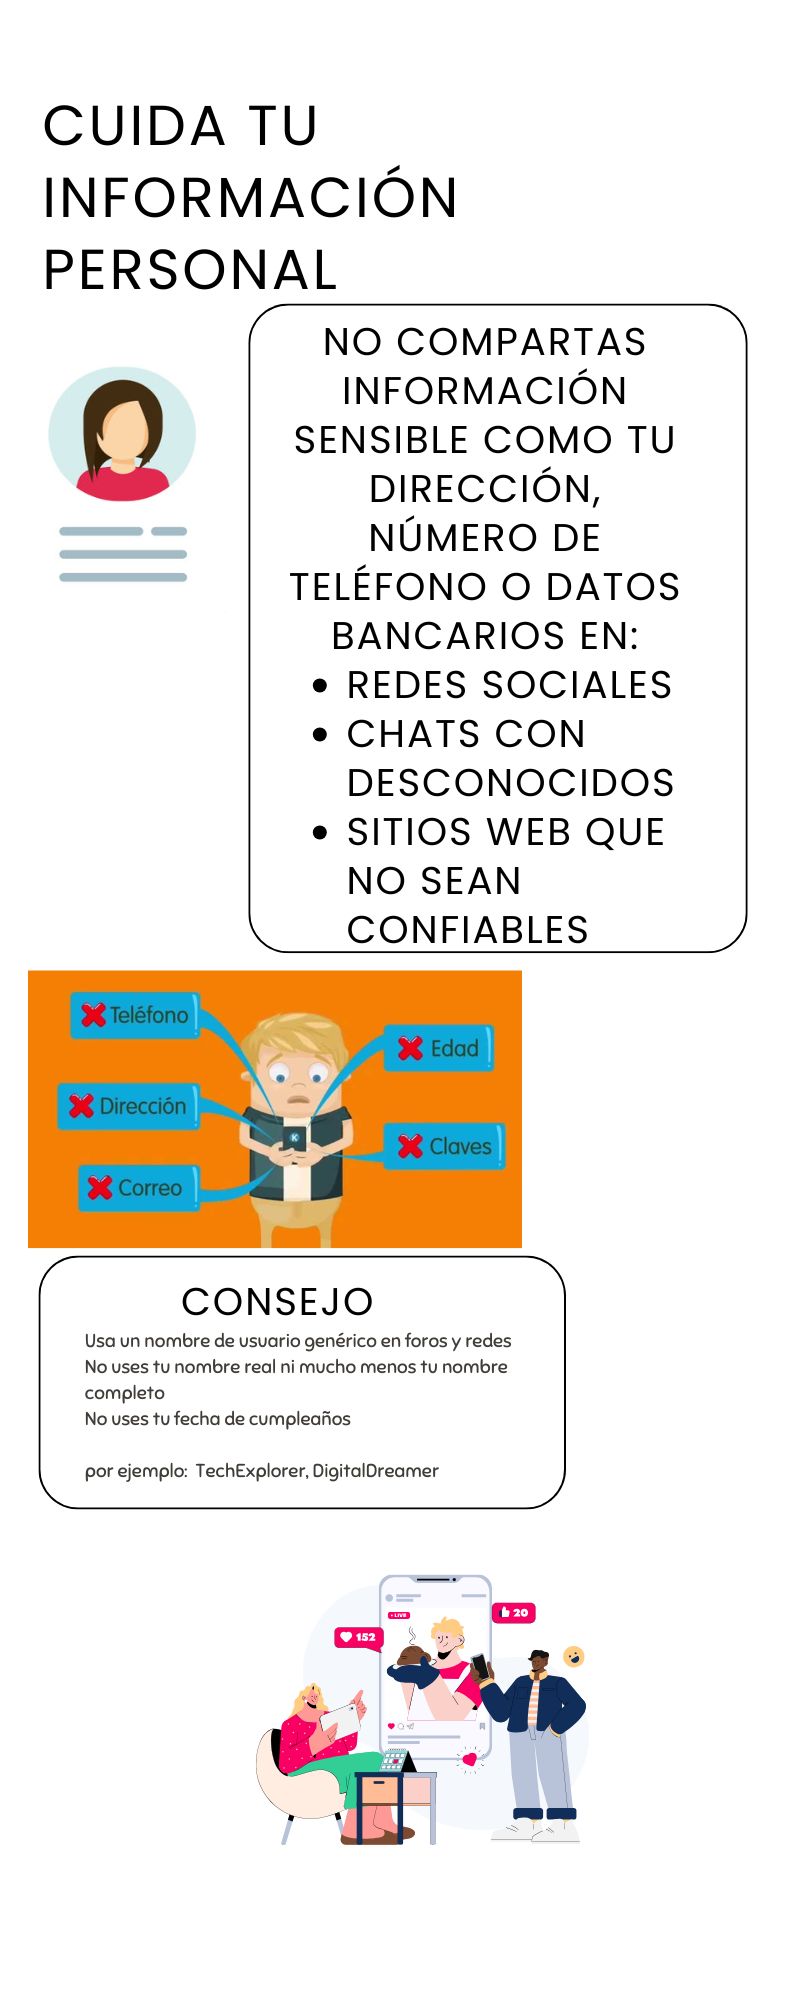 CUIDA TU
INFORMACIÓN
PERSONAL
NO COMPARTAS
INFORMACIÓN
SENSIBLE COMO TU
DIRECCIÓN,
NÚMERO DE
TELÉFONO O DATOS
BANCARIOS EN:
• REDES SOCIALES
• CHATS CON
DESCONOCIDOS
• SITIOS WEB QUE
NO SEAN
CONFIABLES
Teléfono
Edad
Dirección
K
Claves
Correo
CONSEJO
Usa un nombre de usuario genérico en foros y redes
No uses tu nombre real ni mucho menos tu nombre
completo
No uses tu fecha de cumpleaños
por ejemplo: TechExplorer, DigitalDreamer
LIVE
20
152